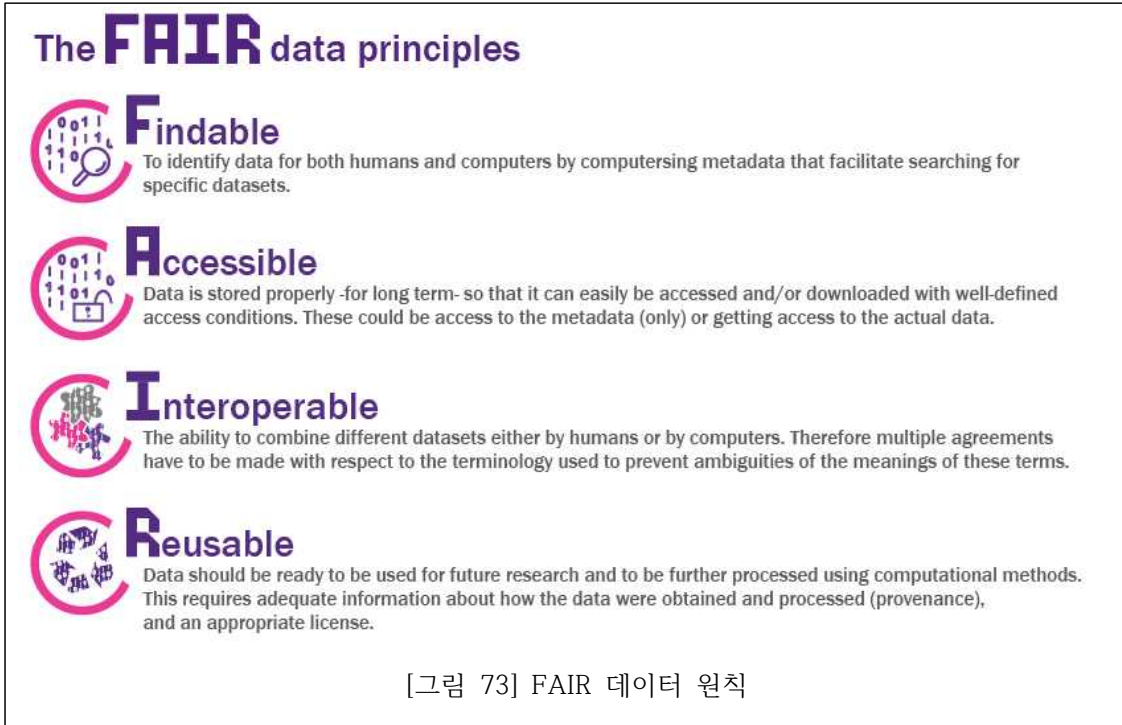 The FAIR data principles
Findable
To identify data for both humans and computers by computersing metadata that facilitate searching for
specific datasets.
Accessible
Data is stored properly -for long term- so that it can easily be accessed and/or downloaded with well-defined
access conditions. These could be access to the metadata (only) or getting access to the actual data.
Interoperable
The ability to combine different datasets either by humans or by computers. Therefore multiple agreements
have to be made with respect to the terminology used to prevent ambiguities of the meanings of these terms.
Reusable
Data should be ready to be used for future research and to be further processed using computational methods.
This requires adequate information about how the data were obtained and processed (provenance),
and an appropriate license.
[그림 73] FAIR 데이터 원칙